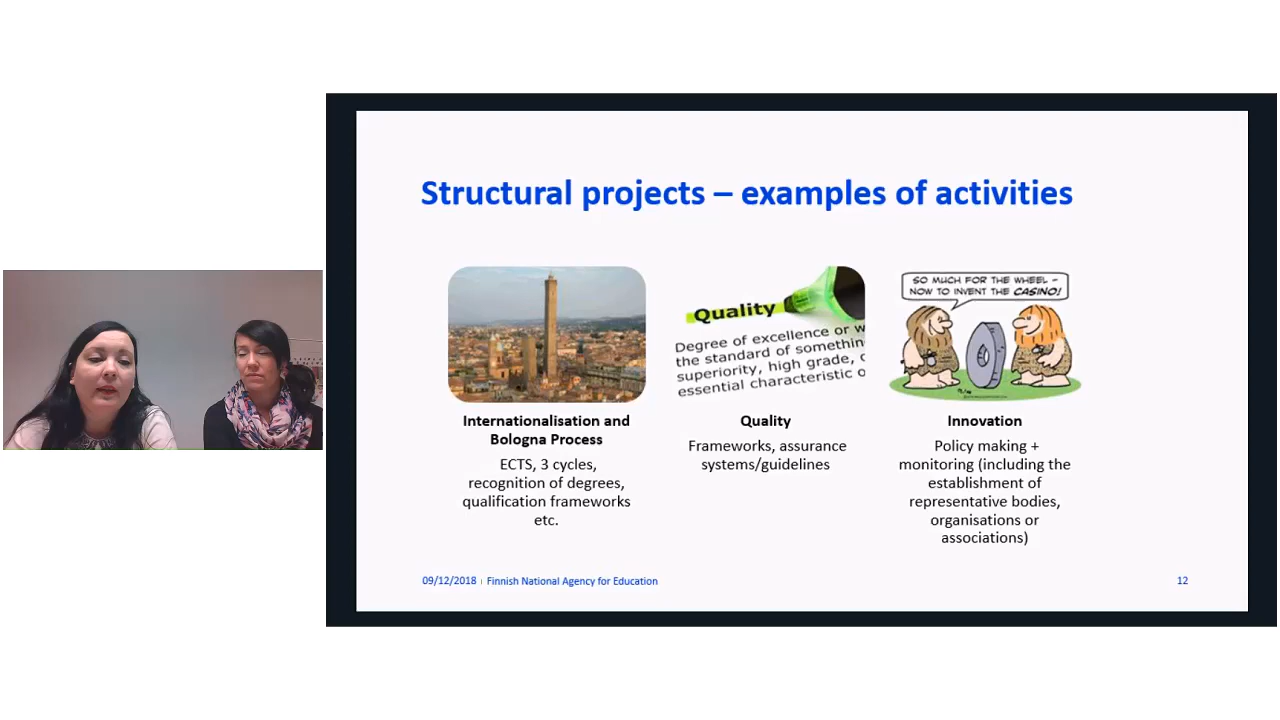 Structural projects – examples of activities
SO MUCH FOR THE WHEEL –
NOW TO INVENT THE CASINO!
Quality
Degree of excellence or w
the standard of somethin
superiority, high grade, c
essential characteristic o
Internationalisation and
Bologna Process
ECTS, 3 cycles,
recognition of degrees,
qualification frameworks
etc.
Quality
Frameworks, assurance
systems/guidelines
Innovation
Policy making +
monitoring (including the
establishment of
representative bodies,
organisations or
associations)
09/12/2018 | Finnish National Agency for Education
12